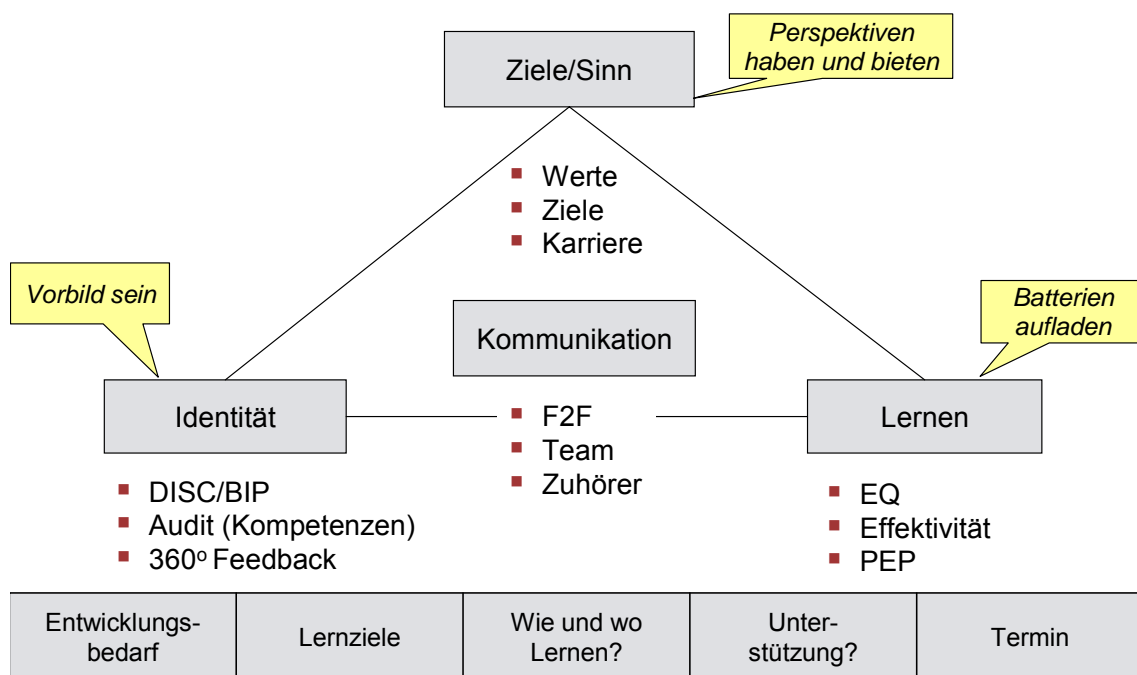 Perspektiven
haben und bieten
Ziele/Sinn
Werte
Ziele
Karriere
Vorbild sein
Batterien
aufladen
Kommunikation
Identität
Lernen
F2F
Team
Zuhörer
DISC/BIP
Audit (Kompetenzen)
360° Feedback
EQ
Effektivität
PEP
Entwicklungs-
bedarf
Lernziele
Wie und wo
Lernen?
Unter-
stützung?
Termin